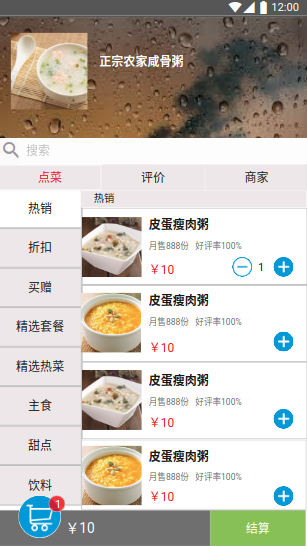 12:00
正宗农家咸骨粥
搜索
点菜
评价
商家
热销
折扣
买赠
精选套餐
精选热菜
主食
甜点
饮料
热销
皮蛋瘦肉粥
月售888份 好评率100%
￥10
1
皮蛋瘦肉粥
月售888份 好评率100%
￥10
皮蛋瘦肉粥
月售888份 好评率100%
￥10
皮蛋瘦肉粥
月售888份 好评率100%
￥10
1
￥10
结算